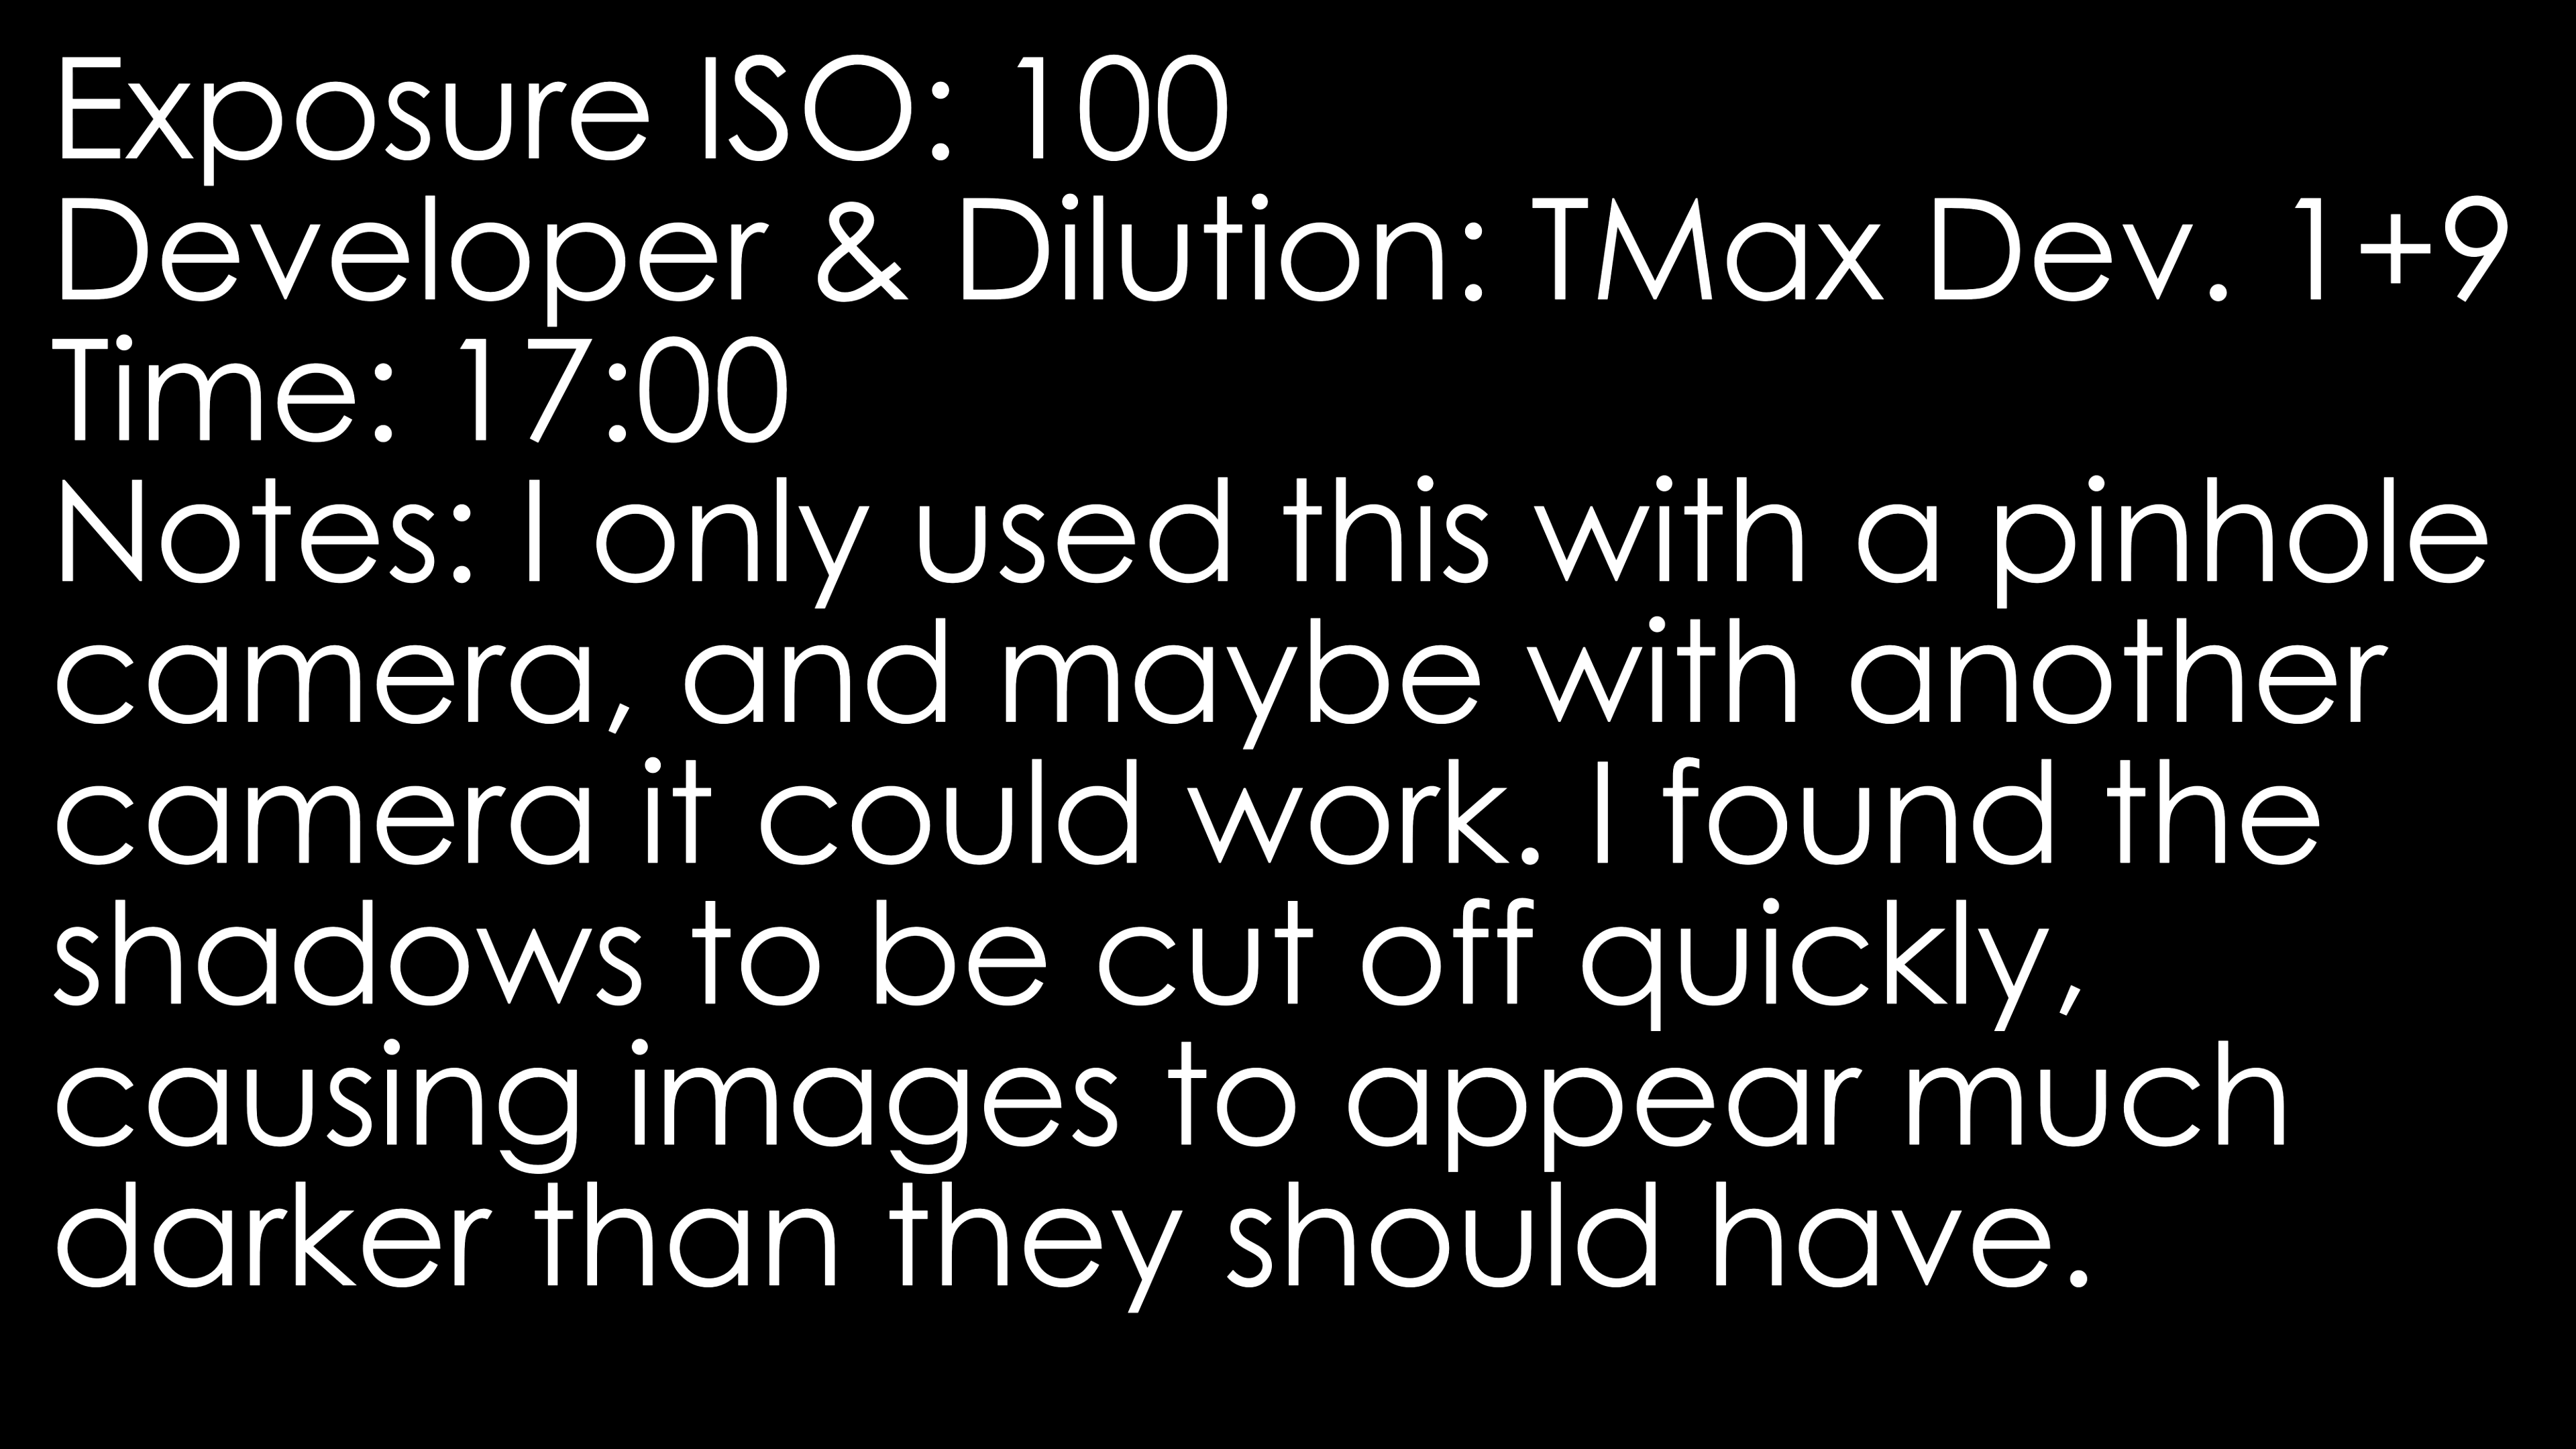 Exposure ISO: 100
Developer & Dilution: TMax Dev. 1+9
Time: 17:00
Notes: I only used this with a pinhole
camera, and maybe with another
camera it could work. I found the
shadows to be cut off quickly,
causing images to appear much
darker than they should have.